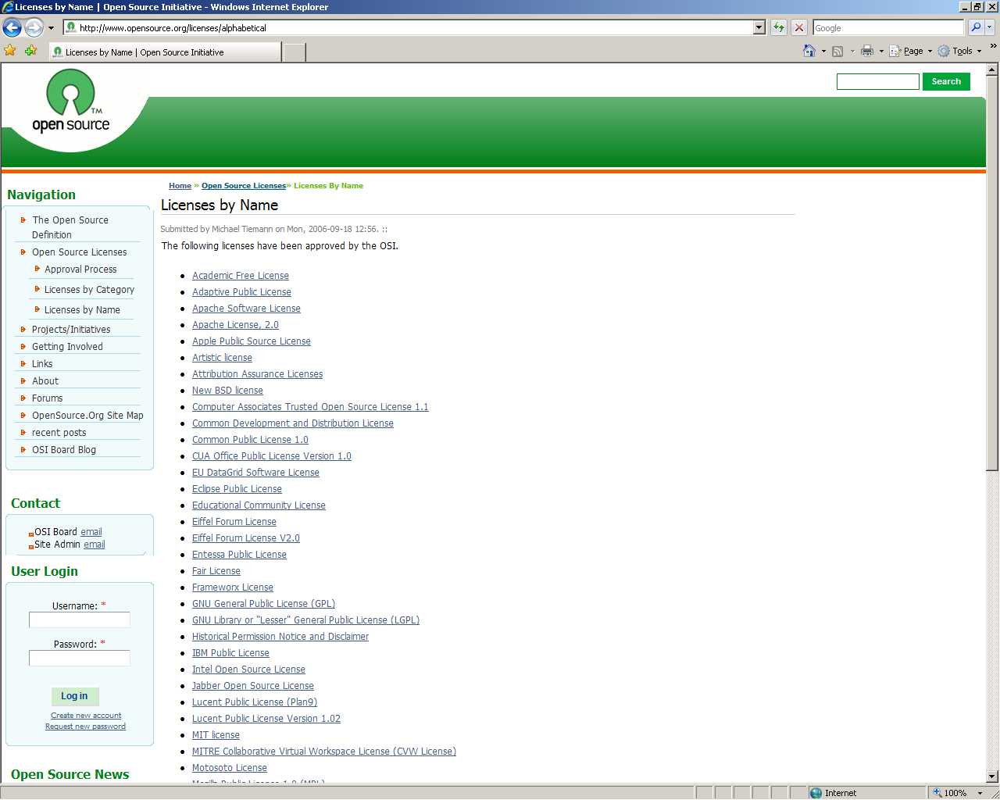 Licenses by Name | Open Source Initiative - Windows Internet Explorer
http://www.opensource.org/licenses/alphabetical
Google
Licenses by Name | Open Source Initiative
Page
Tools
Search
TM
open source
Navigation
The Open Source
Definition
Open Source Licenses
Approval Process
Licenses by Category
Licenses by Name
Projects/Initiatives
Getting Involved
Links
About
Forums
OpenSource.Org Site Map
recent posts
OSI Board Blog
Contact
OSI Board email
Site Admin email
User Login
Username: *
Password: *
Log in
Create new account
Request new password
Open Source News
Home » Open Source Licenses» Licenses By Name
Licenses by Name
Submitted by Michael Tiemann on Mon, 2006-09-18 12:56. ::
The following licenses have been approved by the OSI.
Academic Free License
Adaptive Public License
Apache Software License
Apache License, 2.0
Apple Public Source License
Artistic license
Attribution Assurance Licenses
New BSD license
Computer Associates Trusted Open Source License 1.1
Common Development and Distribution License
Common Public License 1.0
CUA Office Public License Version 1.0
EU DataGrid Software License
Eclipse Public License
Educational Community License
Eiffel Forum License
Eiffel Forum License V2.0
Entessa Public License
Fair License
Frameworx License
GNU General Public License (GPL)
GNU Library or "Lesser" General Public License (LGPL)
Historical Permission Notice and Disclaimer
IBM Public License
Intel Open Source License
Jabber Open Source License
Lucent Public License (Plan9)
Lucent Public License Version 1.02
MIT license
MITRE Collaborative Virtual Workspace License (CVW License)
Motosoto License
Internet
100%